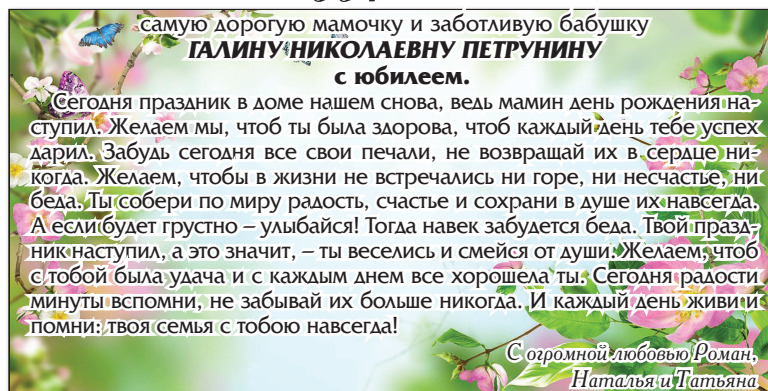 самую дорогую мамочку и заботливую бабушку
ГАЛИНУ НИКОЛАЕВНУ ПЕТРУНИНУ
с юбилеем.
Сегодня праздник в доме нашем снова, ведь мамин день рождения на-
ступил. Желаем мы, чтоб ты была здорова, чтоб каждый день тебе успех
дарил. Забудь сегодня все свои печали, не возвращай их в сердце ни-
когда. Желаем, чтобы в жизни не встречались ни горе, ни несчастье, ни
беда. Ты собери по миру радость, счастье и сохрани в душе их навсегда.
А если будет грустно – улыбайся! Тогда навек забудется беда. Твой празд-
ник наступил, а это значит, – ты веселись и смейся от души. Желаем, чтоб
с тобой была удача и с каждым днем все хорошела ты. Сегодня радости
минуты вспомни, не забывай их больше никогда. И каждый день живи и
помни: твоя семья с тобою навсегда!
С огромной любовью Роман,
Наталья и Татьяна